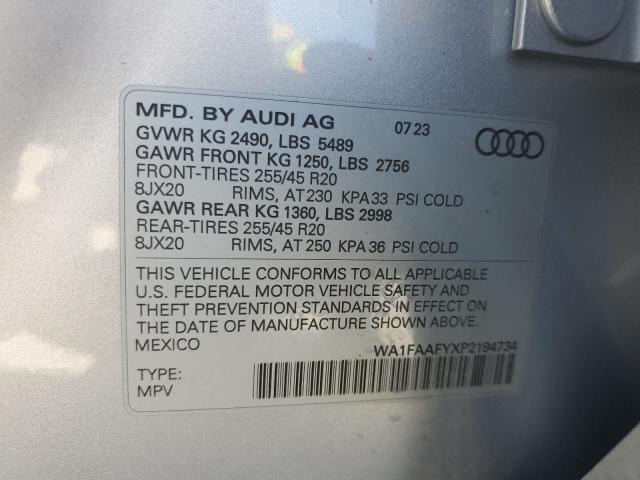 MFD. BY AUDI AG 07 23
GVWR KG 2490, LBS 5489
GAWR FRONT KG 1250, LBS 2756
FRONT-TIRES 255/45 R20
8JX20 RIMS, AT 230 KPA 33 PSI COLD
GAWR REAR KG 1360, LBS 2998
REAR-TIRES 255/45 R20
8JX20 RIMS, AT 250 KPA 36 PSI COLD
THIS VEHICLE CONFORMS TO ALL APPLICABLE
U.S. FEDERAL MOTOR VEHICLE SAFETY AND
THEFT PREVENTION STANDARDS IN EFFECT ON
THE DATE OF MANUFACTURE SHOWN ABOVE.
MEXICO WA1FAAFYXP2194734
TYPE:
MPV